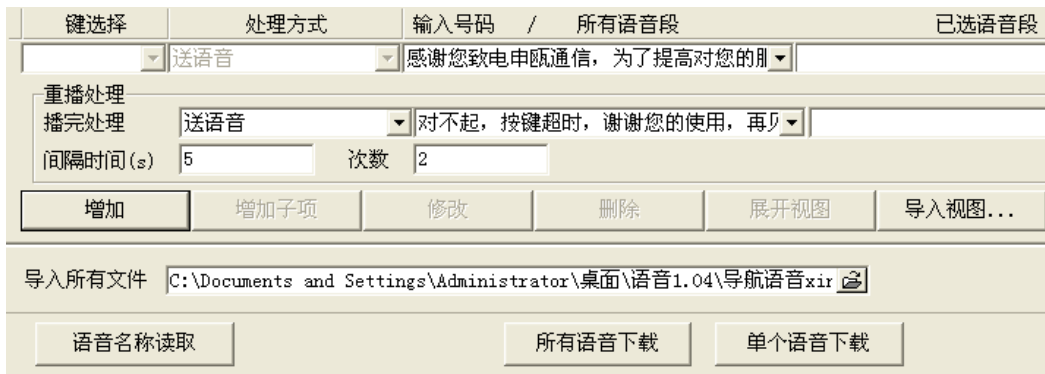 键选择 处理方式 输入号码 / 所有语音段 已选语音段
送语音 感谢您致电申瓯通信，为了提高对您的
重播处理
播完处理 送语音 对不起，按键超时，谢谢您的使用，再
间隔时间(s) 5 次数 2
增加 增加子项 修改 删除 展开视图 导入视图...
导入所有文件 C:\Documents and Settings\Administrator\桌面\语音1.04\导航语音xin
语音名称读取 所有语音下载 单个语音下载